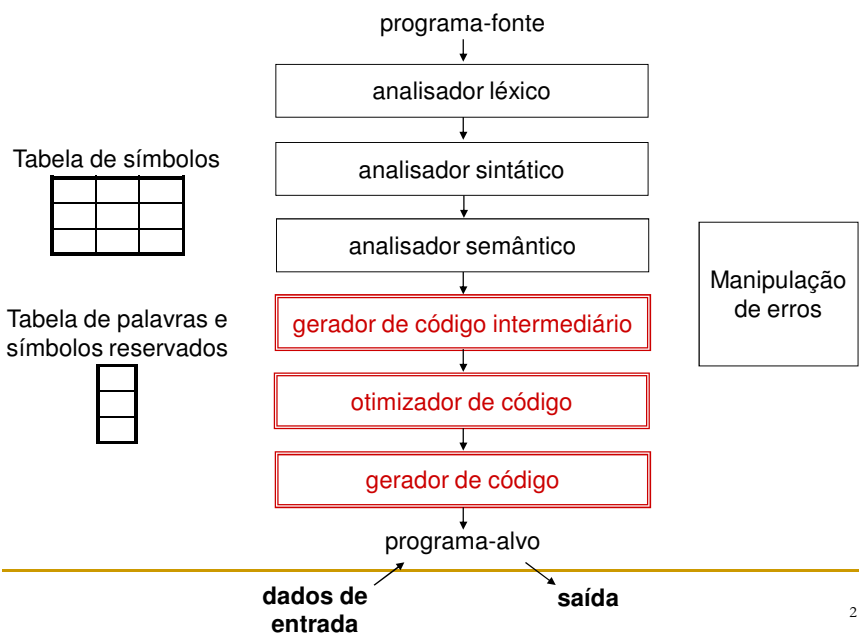 programa-fonte
analisador léxico
Tabela de símbolos
analisador sintático
analisador semântico
Manipulação
de erros
Tabela de palavras e
símbolos reservados
gerador de código intermediário
otimizador de código
gerador de código
programa-alvo
dados de
entrada
saída
2